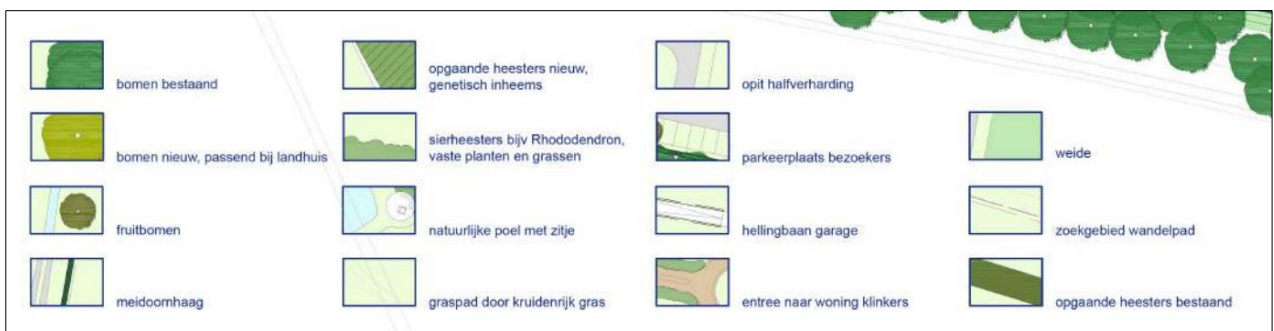 bomen bestaand
bomen nieuw, passend bij landhuis
fruitbomen
meidoornhaag
opgaande heesters nieuw,
genetisch inheems
sierheesters bijv Rhododendron,
vaste planten en grassen
natuurlijke poel met zitje
graspad door kruidenrijk gras
opit halfverharding
parkeerplaats bezoekers
hellingbaan garage
entree naar woning klinkers
weide
zoekgebied wandelpad
opgaande heesters bestaand